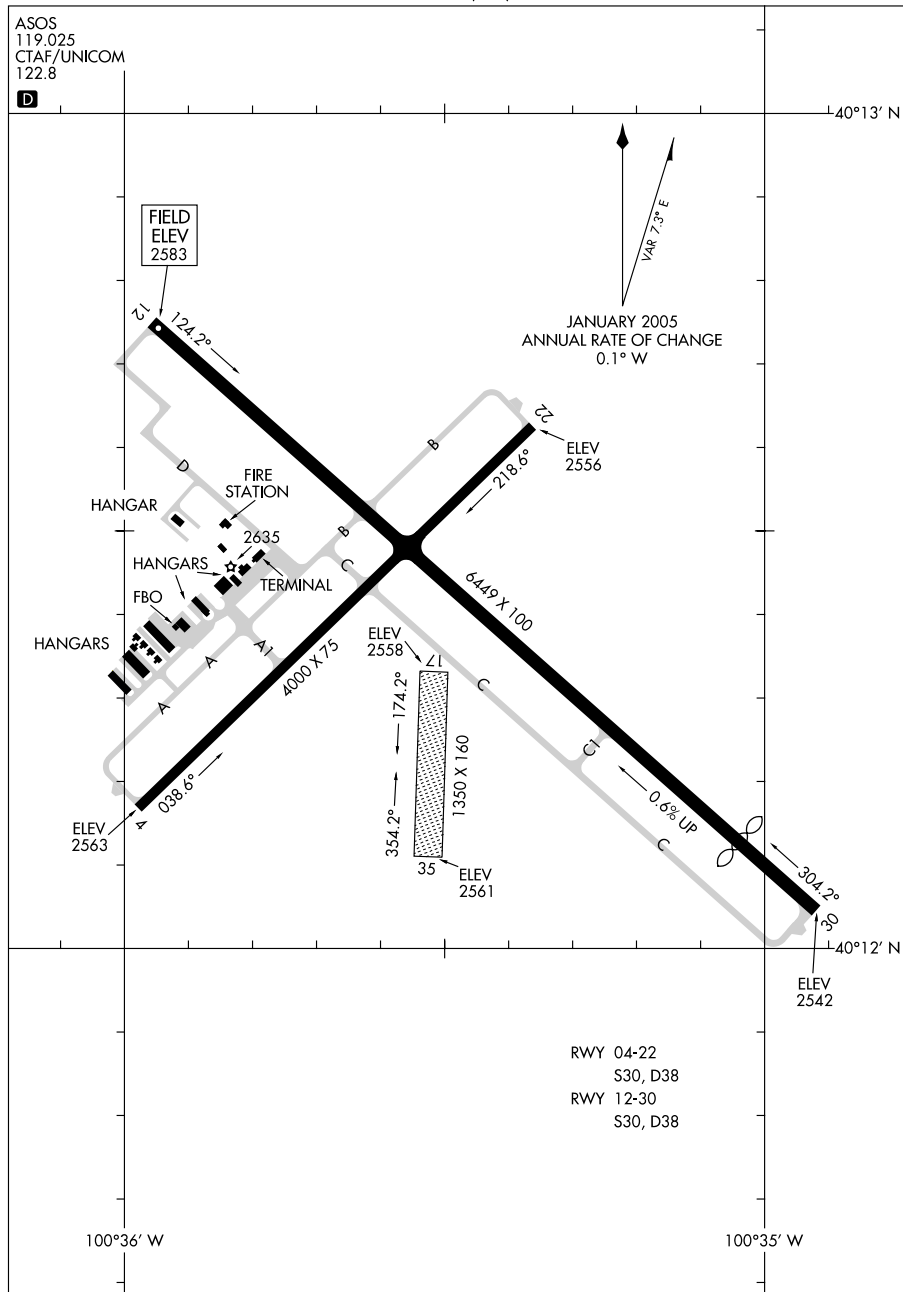 ASOS
119.025
CTAF/UNICOM
122.8
D
40°13' N
FIELD
ELEV
2583
VAR 7.3° E
JANUARY 2005
ANNUAL RATE OF CHANGE
0.1° W
12
124.2°
22
ELEV
2556
218.6°
B
D
FIRE
STATION
HANGAR
B
2635
HANGARS
TERMINAL
C
FBO
6449 X 100
HANGARS
A
A1
4000 X 75
ELEV
2558
17
174.2°
C
A
C1
1350 X 160
038.6°
0.6% UP
ELEV
2563
4
354.2°
C
35
ELEV
2561
304.2°
30
40°12' N
ELEV
2542
RWY 04-22
S30, D38
RWY 12-30
S30, D38
100°36' W
100°35' W